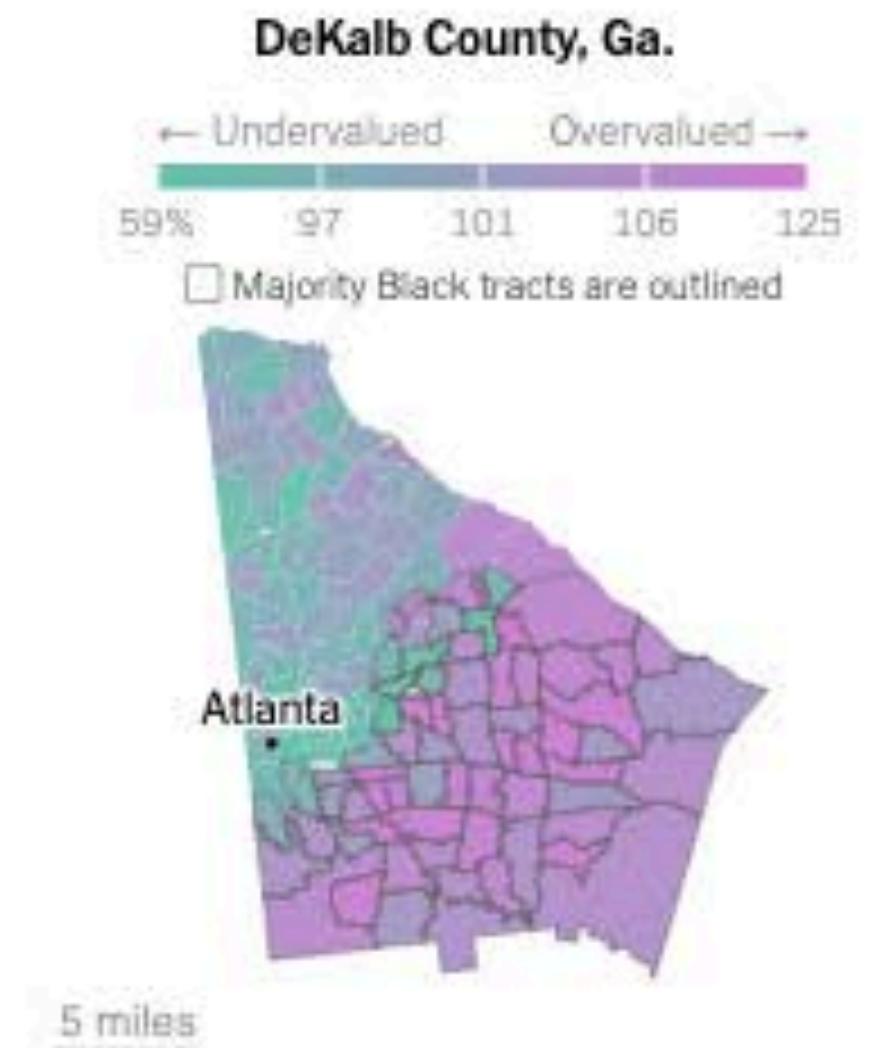 DeKalb County, Ga.
← Undervalued Overvalued →
59% 97 101 106 125
Majority Black tracts are outlined
Atlanta
5 miles